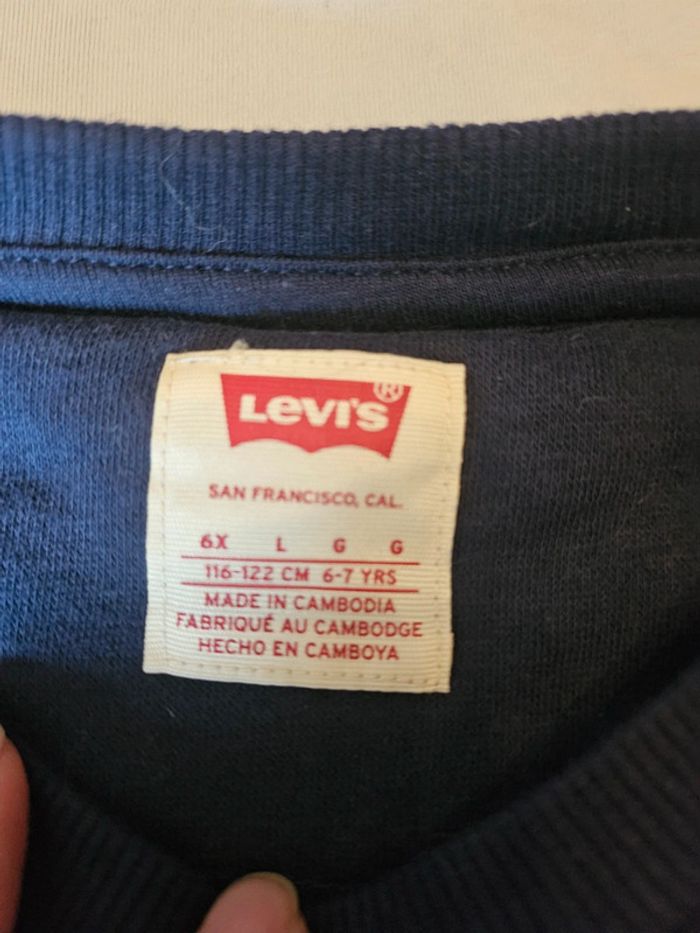 Levi's®
SAN FRANCISCO, CAL.
6X L G G
116-122 CM 6-7 YRS
MADE IN CAMBODIA
FABRIQUÉ AU CAMBODGE
HECHO EN CAMBOYA